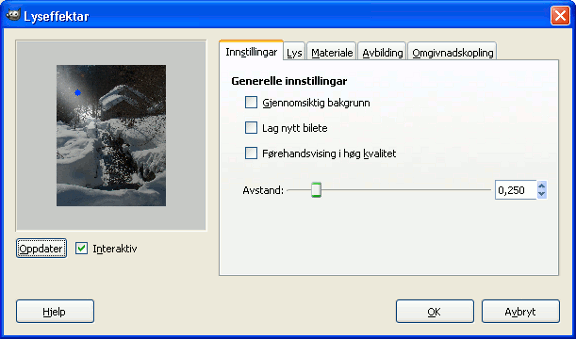 Lyseffektar
Innstillingar Lys Materiale Avbilding Omgivnadskopling
Generelle innstillingar
Gjennomsiktig bakgrunn
Lag nytt bilete
Førehandsvising i høg kvalitet
Avstand: 0,250
Oppdater Interaktiv
Hjelp OK Avbryt